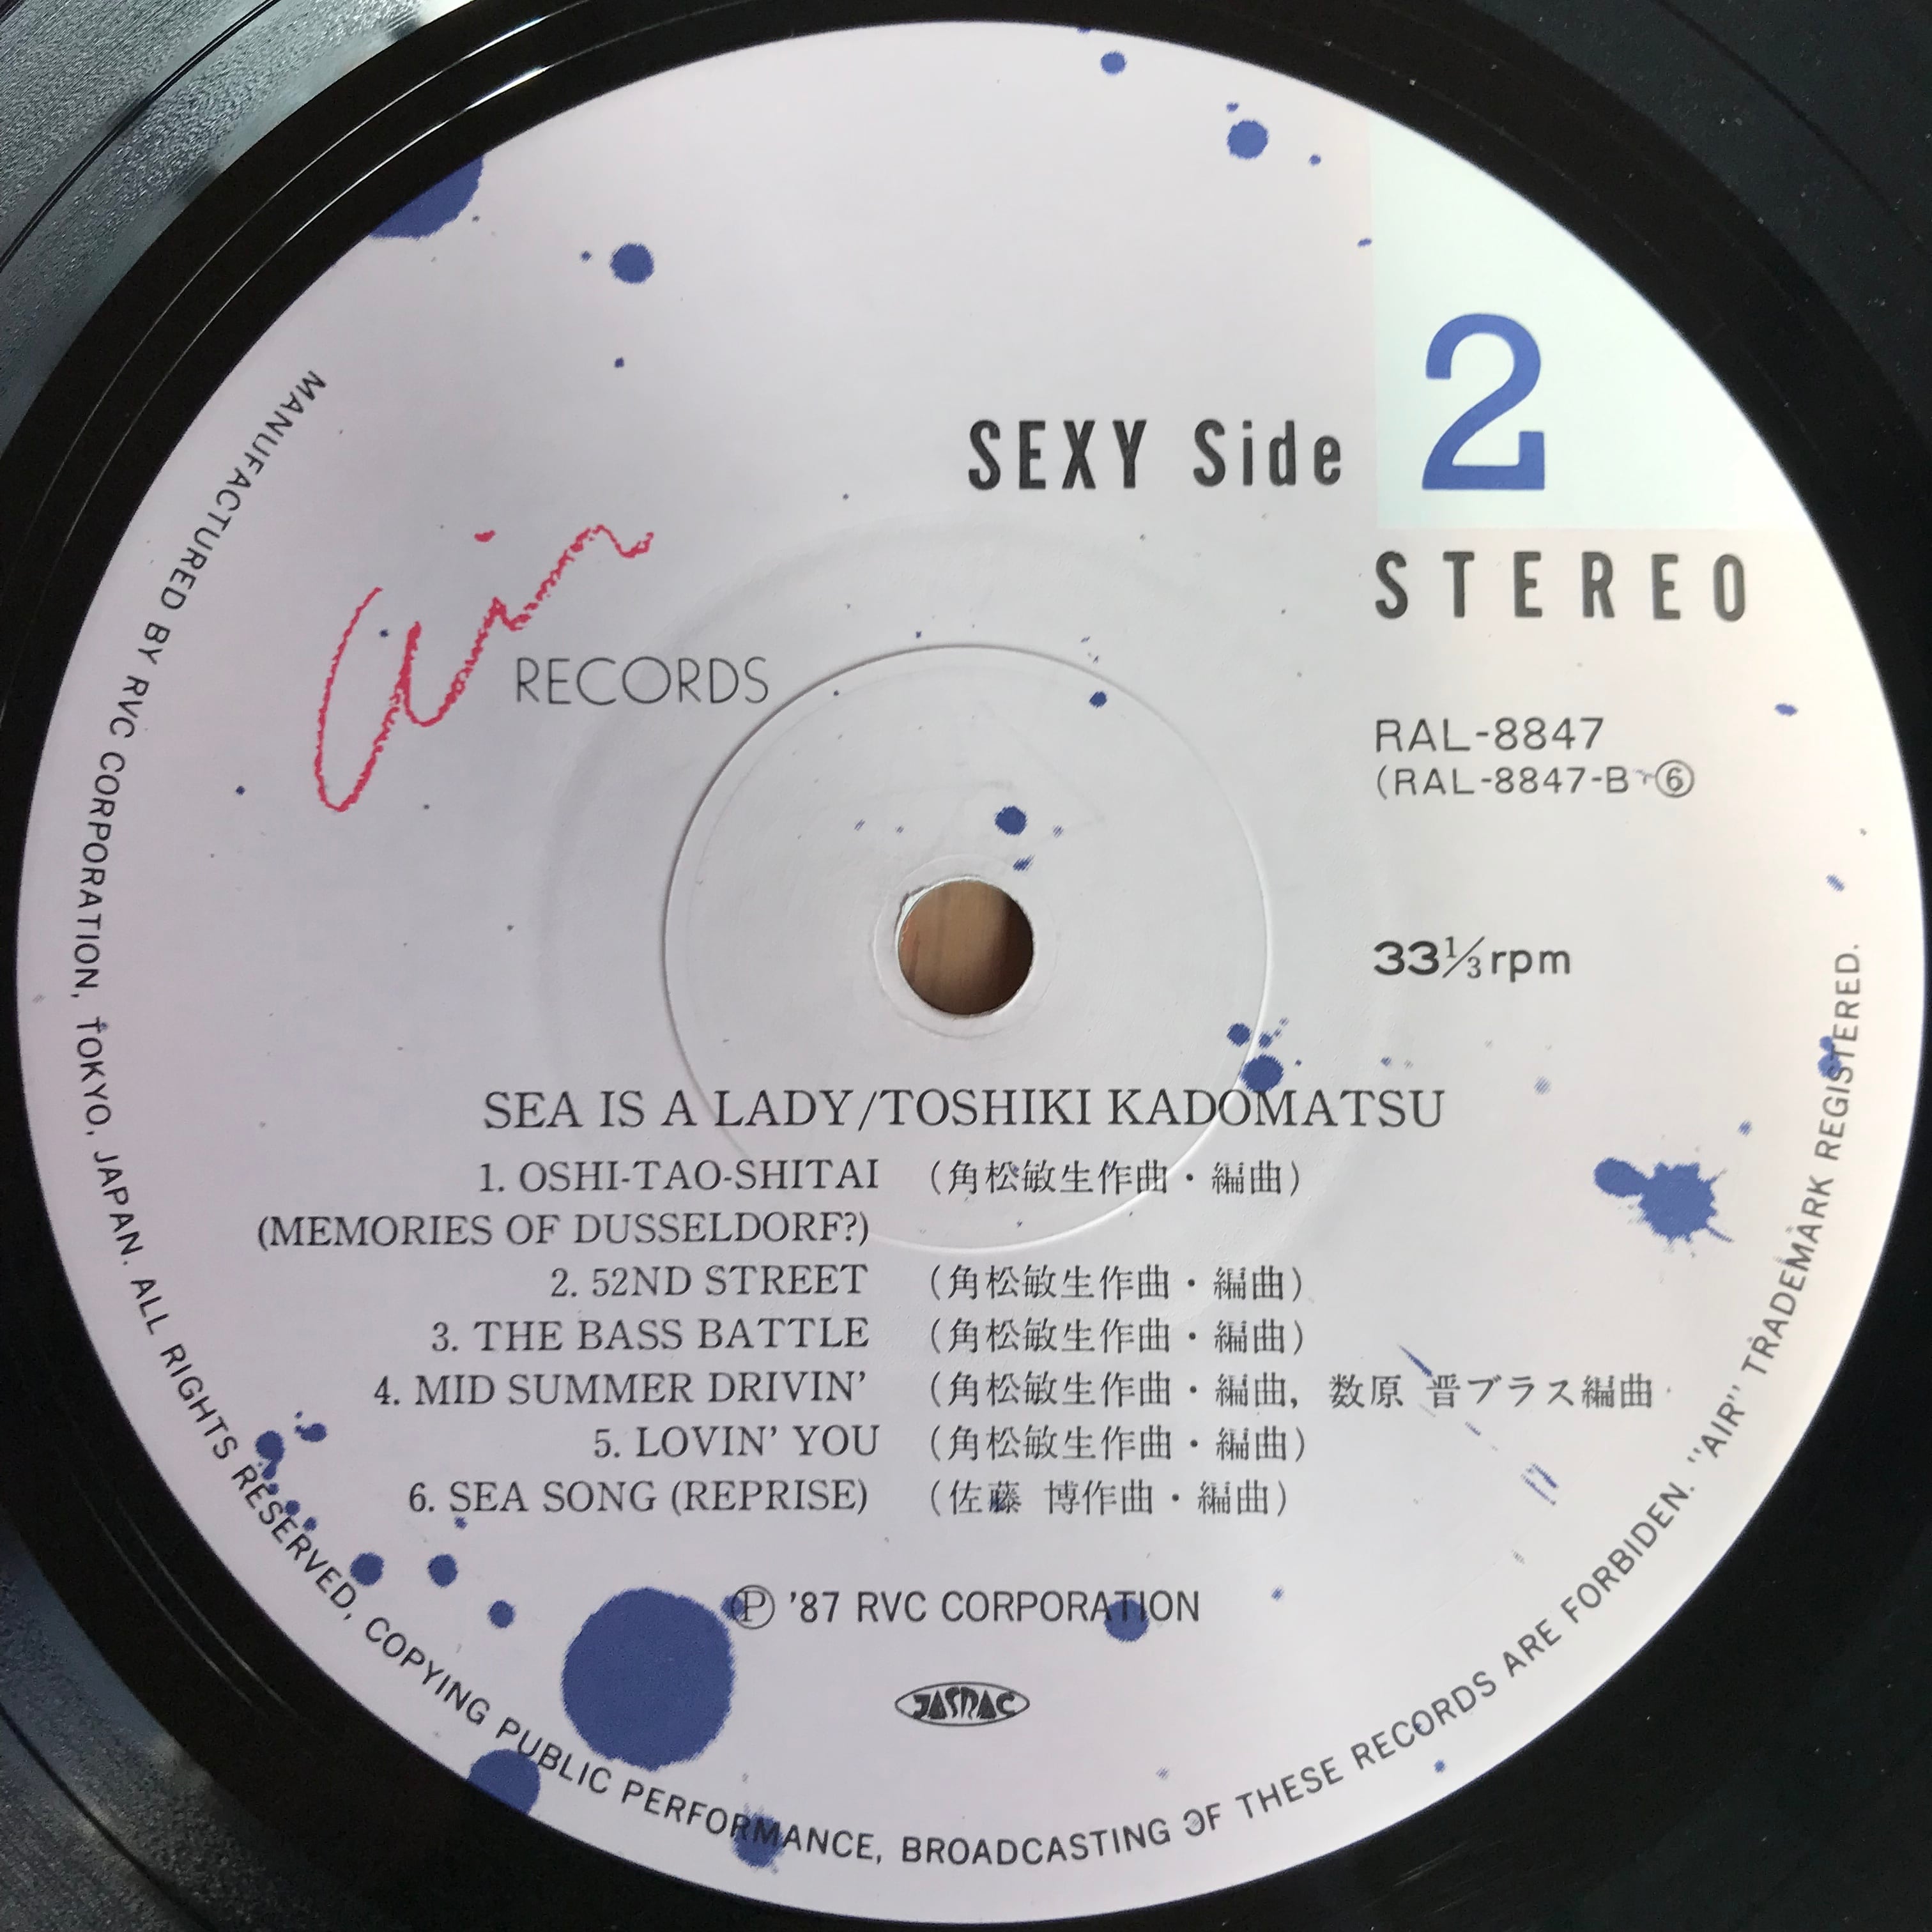 SEXY Side 2
STEREO
air RECORDS
RAL-8847
(RAL-8847-B ⑥
33⅓rpm
SEA IS A LADY/TOSHIKI KADOMATSU
1. OSHI-TAO-SHITAI (角松敏生作曲・編曲)
(MEMORIES OF DUSSELDORF?)
2. 52ND STREET (角松敏生作曲・編曲)
3. THE BASS BATTLE (角松敏生作曲・編曲)
4. MID SUMMER DRIVIN' (角松敏生作曲・編曲, 数原 晋ブラス編曲
5. LOVIN' YOU (角松敏生作曲・編曲)
6. SEA SONG (REPRISE) (佐藤 博作曲・編曲)
Ⓟ '87 RVC CORPORATION
JASRAC
MANUFACTURED BY RVC CORPORATION, TOKYO, JAPAN. ALL RIGHTS RESERVED, COPYING PUBLIC PERFORMANCE, BROADCASTING OF THESE RECORDS ARE FORBIDEN. "AIR" TRADEMARK REGISTERED.